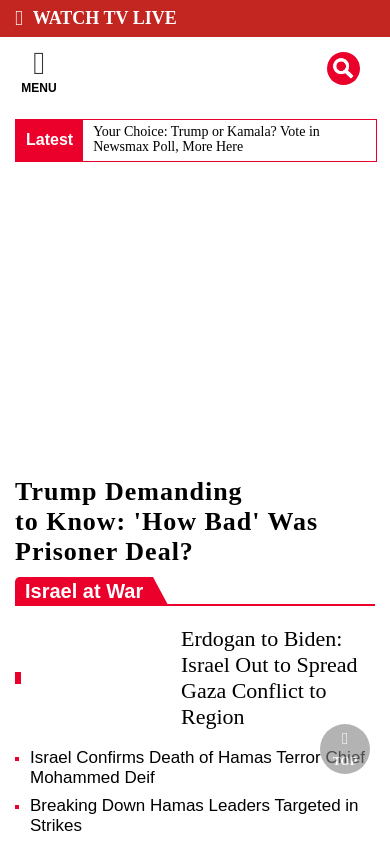 WATCH TV LIVE
MENU
Latest
Your Choice: Trump or Kamala? Vote in
Newsmax Poll, More Here
Trump Demanding
to Know: 'How Bad' Was
Prisoner Deal?
Israel at War
Erdogan to Biden:
Israel Out to Spread
Gaza Conflict to
Region
Israel Confirms Death of Hamas Terror Chief
Mohammed Deif
Breaking Down Hamas Leaders Targeted in
Strikes